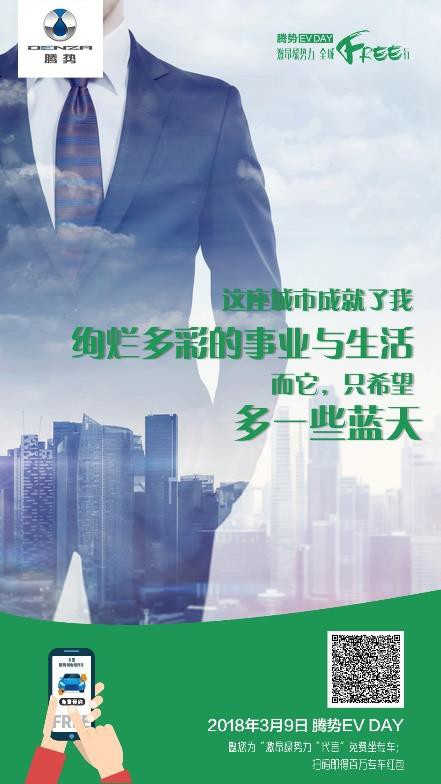 DENZA
腾势
腾势EV DAY
激昂绿势力 全城FREE行
这座城市成就了我
绚烂多彩的事业与生活
而它，只希望
多一些蓝天
免费预约
FREE
2018年3月9日 腾势EV DAY
邀您为“激昂绿势力“代言”免费坐专车；
扫码即得百万专车红包